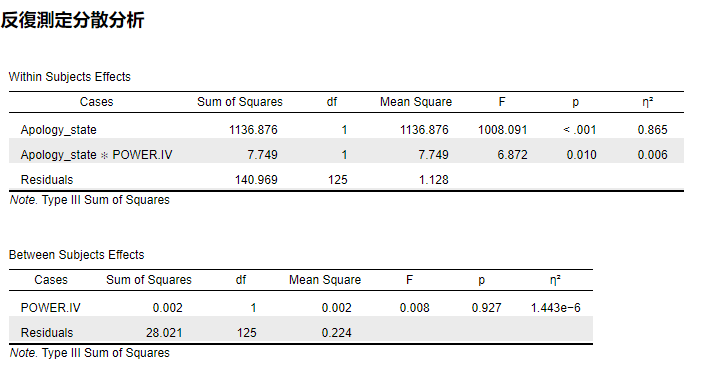 反復測定分散分析
Within Subjects Effects
Cases Sum of Squares df Mean Square F p η²
Apology_state 1136.876 1 1136.876 1008.091 < .001 0.865
Apology_state ✻ POWER.IV 7.749 1 7.749 6.872 0.010 0.006
Residuals 140.969 125 1.128
Note. Type III Sum of Squares
Between Subjects Effects
Cases Sum of Squares df Mean Square F p η²
POWER.IV 0.002 1 0.002 0.008 0.927 1.443e−6
Residuals 28.021 125 0.224
Note. Type III Sum of Squares